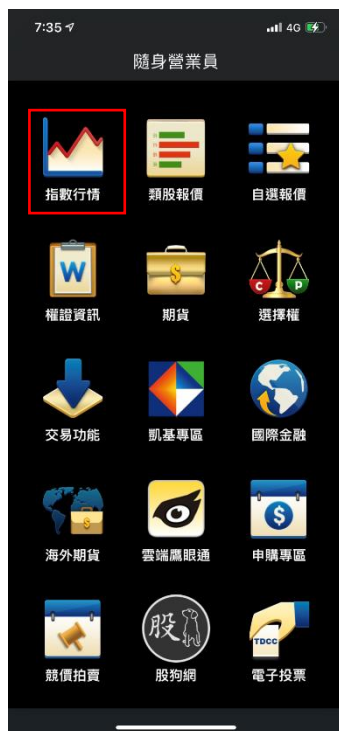 7:35 4G
隨身營業員
指數行情 類股報價 自選報價
W $ C P
權證資訊 期貨 選擇權
交易功能 凱基專區 國際金融
$ $
海外期貨 雲端鷹眼通 申購專區
股 TDCC
競價拍賣 股狗網 電子投票